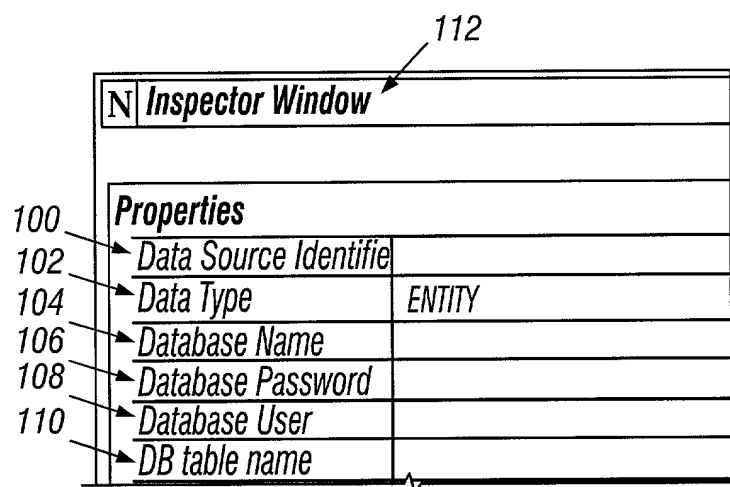 112
N Inspector Window
Properties
100 Data Source Identifie
102 Data Type ENTITY
104 Database Name
106 Database Password
108 Database User
110 DB table name